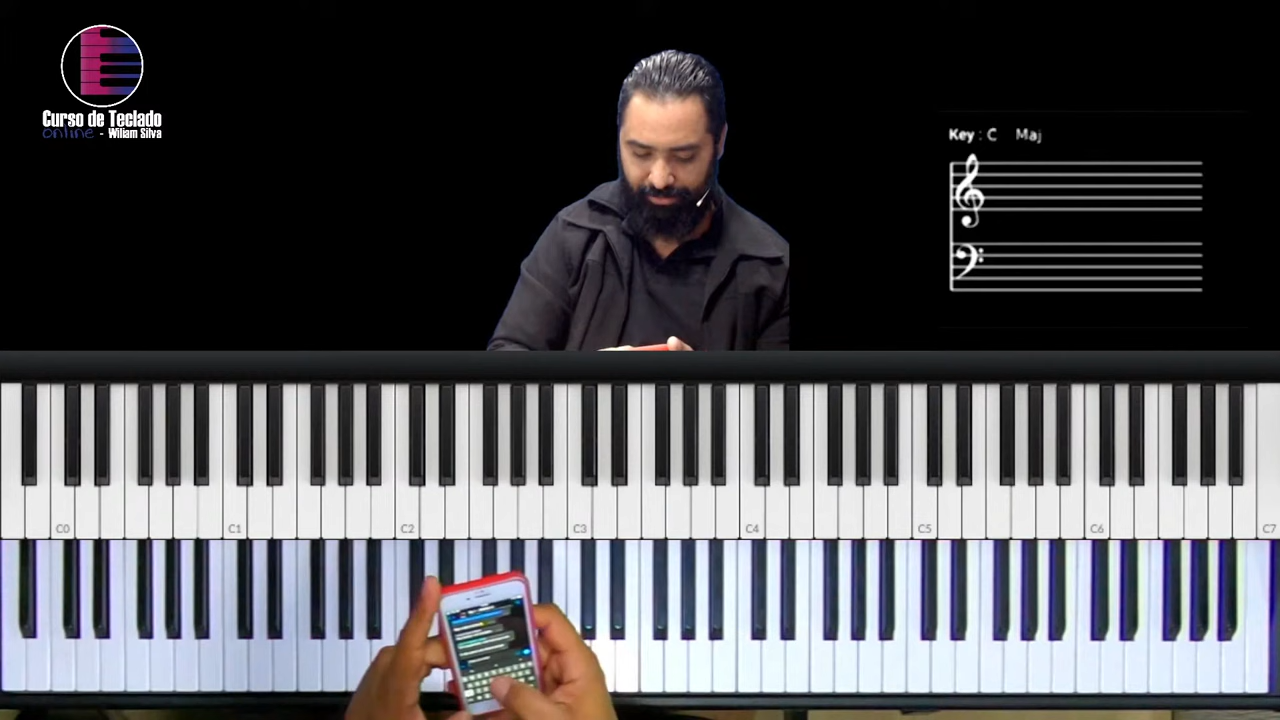 Curso de Teclado
online - Wiliam Silva
Key : C Maj
C0 C1 C2 C3 C4 C5 C6 C7